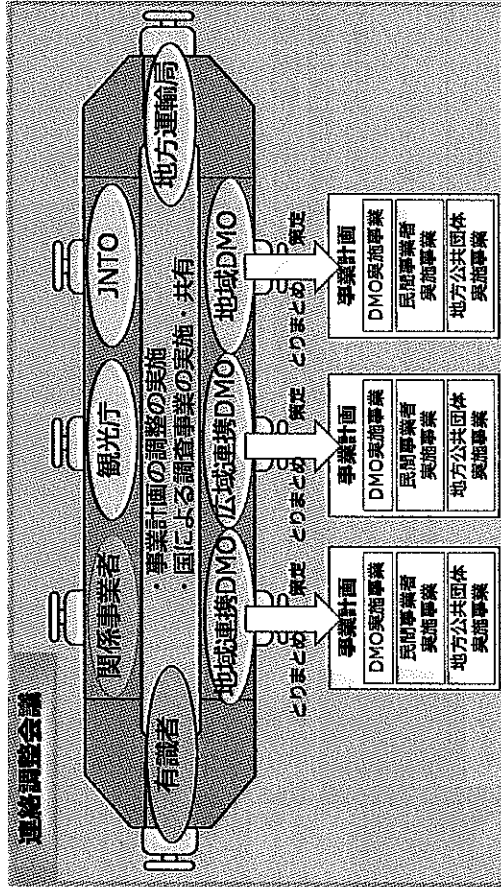 連絡調整会議
関係事業者
観光庁
JNTO
有識者
・事業計画の調整の実施
・国による調査事業の実施・共有
地方運輸局
地域連携DMO
広域連携DMO
地域DMO
とりまとめ
策定
とりまとめ
策定
とりまとめ
策定
事業計画
DMO実施事業
民間事業者
実施事業
地方公共団体
実施事業
事業計画
DMO実施事業
民間事業者
実施事業
地方公共団体
実施事業
事業計画
DMO実施事業
民間事業者
実施事業
地方公共団体
実施事業